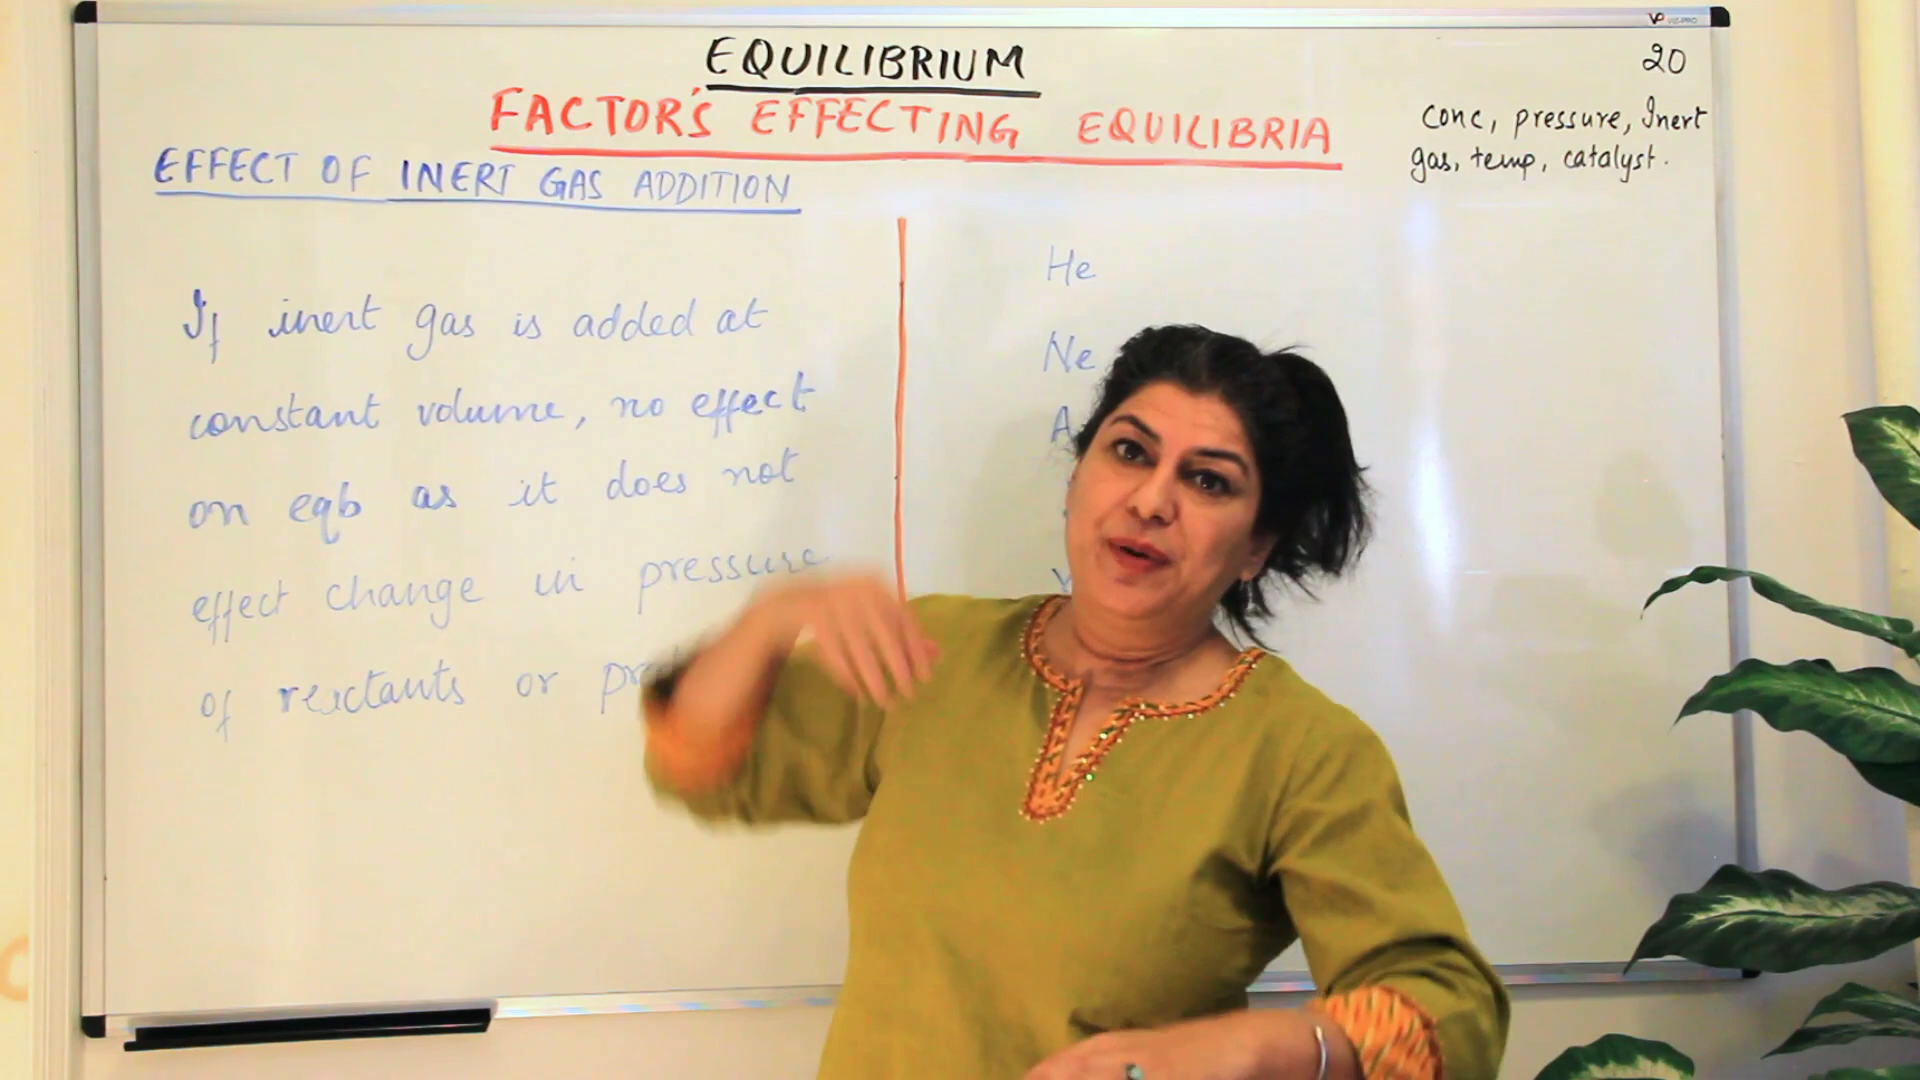 VIZ-PRO
EQUILIBRIUM
20
FACTOR'S EFFECTING EQUILIBRIA
conc, pressure, Inert
gas, temp, catalyst.
EFFECT OF INERT GAS ADDITION
If inert gas is added at
constant volume, no effect
on eqb as it does not
effect change in pressure
of reactants or
He
Ne